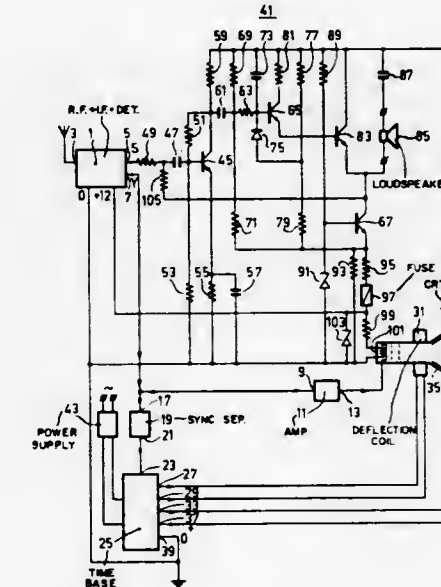 41
59 69 73 81 77 89
61 63 65 87
R.F.+I.F.+DET.
51
3 1 5 49 47 75 83 85
5
45
LOUDSPEAKE
0 +12 7 105
67
71 79
95
FUSE
53 55 57 91 93 97 CRT
99
103 101 31
9
17
43 19 SYNC SEP. 11 13 35
POWER
SUPPLY
21
AMP
DEFLECTION
COIL
23
27
25 39 0
TIME
BASE